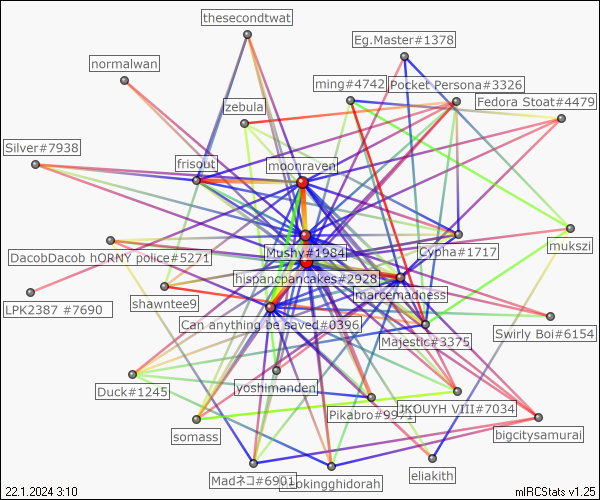 thesecondtwat
Eg.Master#1378
normalwan
ming#4742
Pocket Persona#3326
Fedora Stoat#4479
zebula
Silver#7938
frisout
moonraven
mukszi
Mushy#1984
Cypha#1717
DacobDacob hORNY police#5271
hispancpancakes#2928
marcemadness
LPK2387 #7690
shawntee9
Can anything be saved#0396
Swirly Boi#6154
Majestic#3375
Duck#1245
yoshimanden
Pikabro#9971
JKOUYH VIII#7034
somass
bigcitysamurai
Madネコ#6901
eliakith
22.1.2024 3:10
mIRCStats v1.25